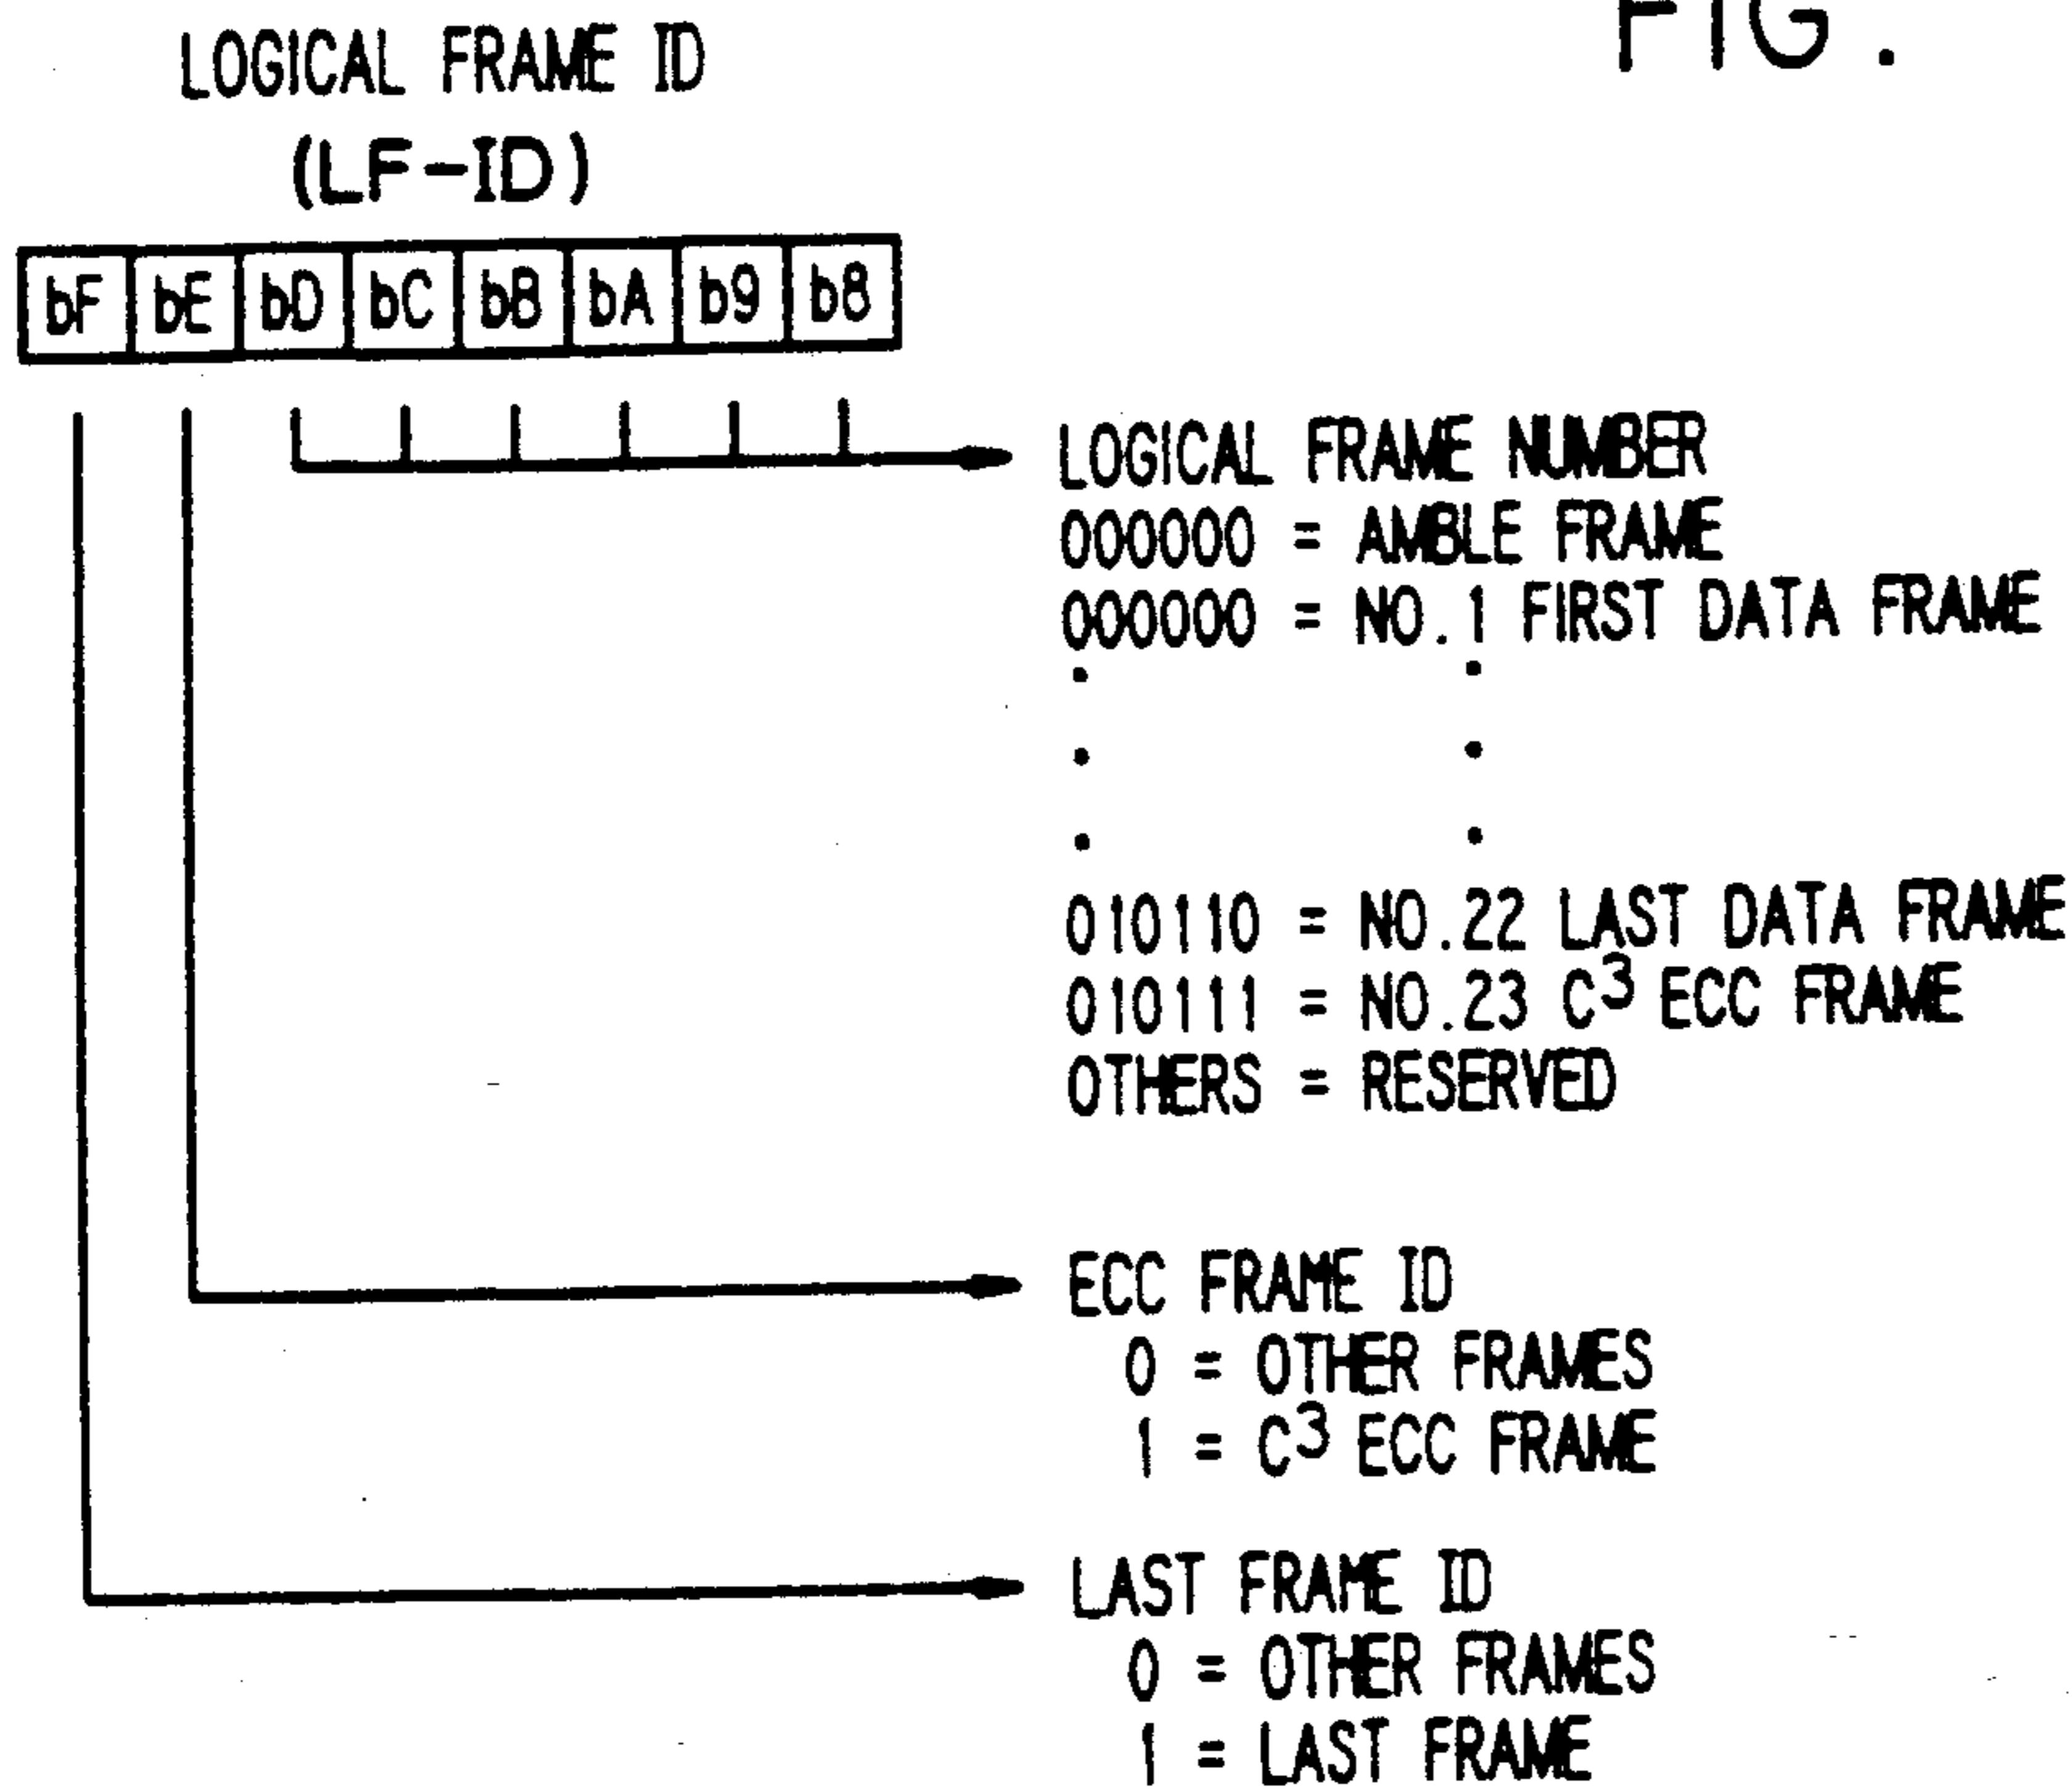 FIG.
LOGICAL FRAME ID
(LF-ID)
bF bE bD bC bB bA b9 b8
LOGICAL FRAME NUMBER
000000 = AMBLE FRAME
000000 = NO.1 FIRST DATA FRAME
010110 = NO.22 LAST DATA FRAME
010111 = NO.23 C³ ECC FRAME
OTHERS = RESERVED
ECC FRAME ID
0 = OTHER FRAMES
1 = C³ ECC FRAME
LAST FRAME ID
0 = OTHER FRAMES
1 = LAST FRAME